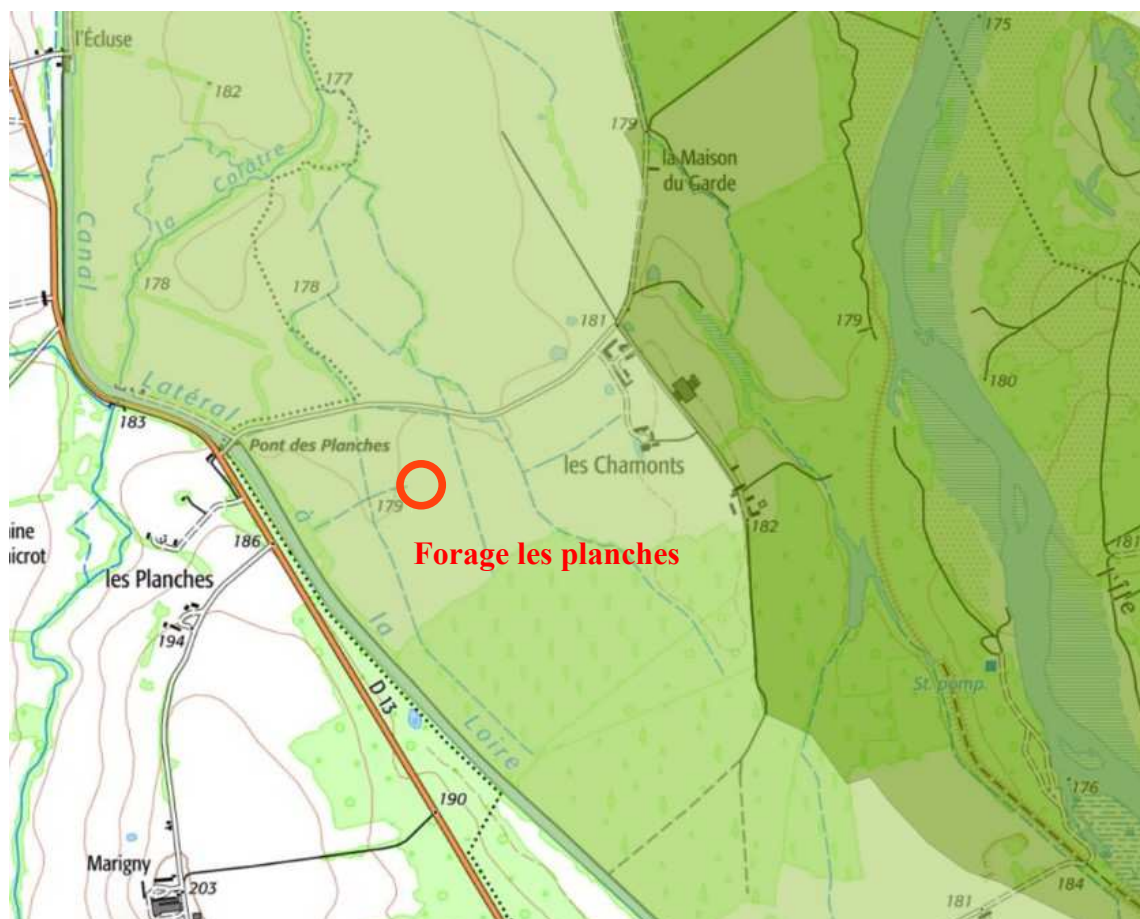 l'Écluse
175
177
182
179
la Maison
du Garde
Canal
la Colâtre
178
178
181
179
180
Latéral
183
Pont des Planches
les Chamonts
179
à
182
186
Forage les planches
les Planches
181
l'Ile
194
la
D 13
St. pomp.
Loire
176
190
Marigny
203
184
181